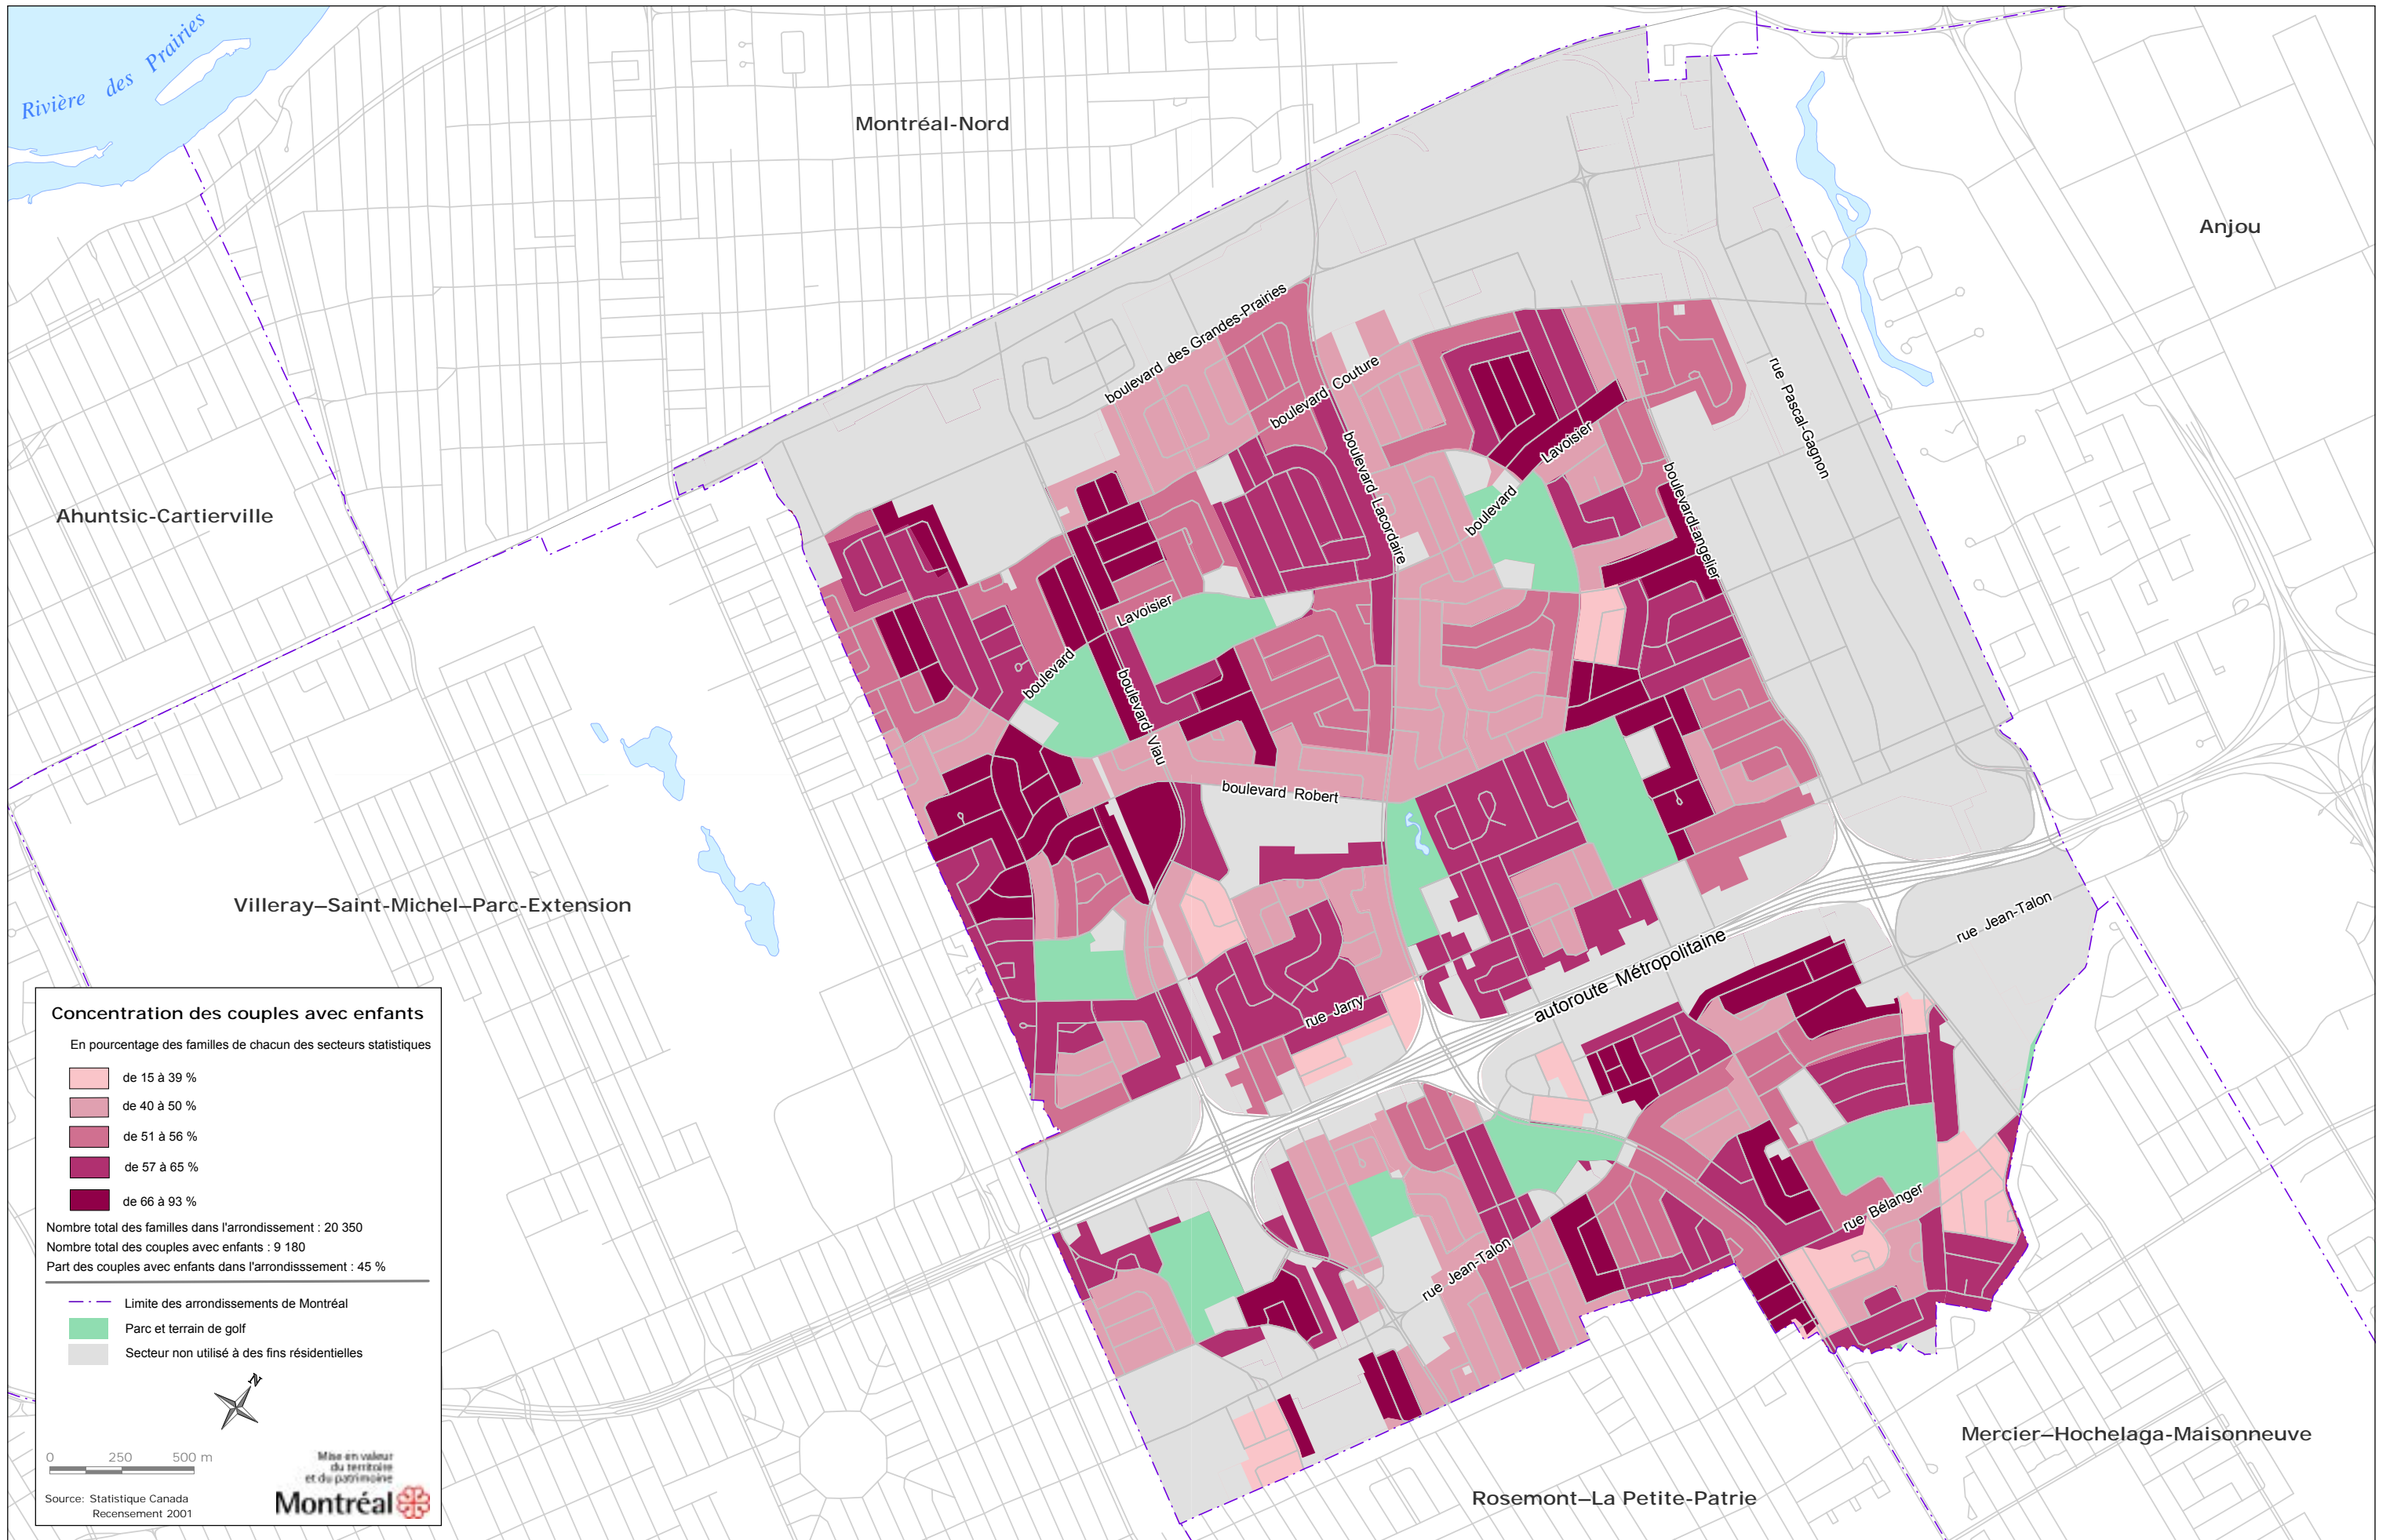 Rivière des Prairies
Montréal-Nord
Anjou
Ahuntsic-Cartierville
Villeray–Saint-Michel–Parc-Extension
boulevard des Grandes-Prairies
boulevard Couture
boulevard Lacordaire
boulevard Lavoisier
rue Pascal-Gagnon
boulevard Langelier
boulevard Lavoisier
boulevard Viau
boulevard Robert
rue Jarry
autoroute Métropolitaine
rue Jean-Talon
rue Jean-Talon
rue Bélanger
Mercier–Hochelaga-Maisonneuve
Rosemont–La Petite-Patrie
Concentration des couples avec enfants
En pourcentage des familles de chacun des secteurs statistiques
de 15 à 39 %
de 40 à 50 %
de 51 à 56 %
de 57 à 65 %
de 66 à 93 %
Nombre total des familles dans l'arrondissement : 20 350
Nombre total des couples avec enfants : 9 180
Part des couples avec enfants dans l'arrondisssement : 45 %
Limite des arrondissements de Montréal
Parc et terrain de golf
Secteur non utilisé à des fins résidentielles
N
0 250 500 m
Source: Statistique Canada
Recensement 2001
Mise en valeur
du territoire
et du patrimoine
Montréal